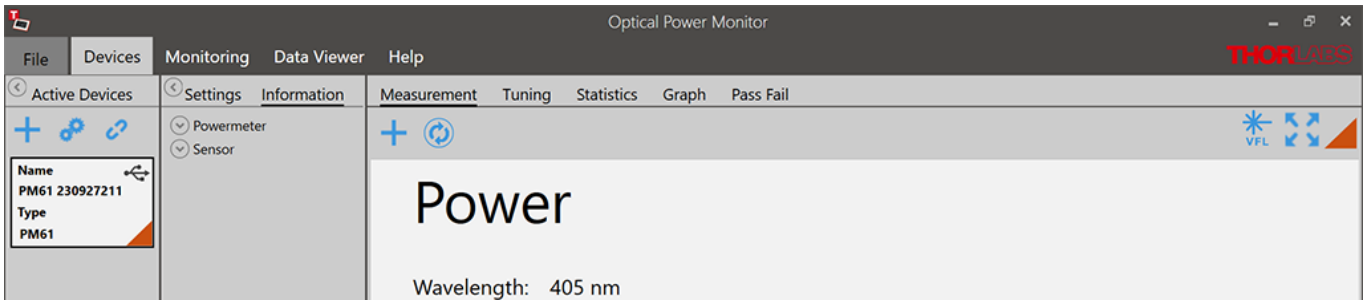 Optical Power Monitor
File Devices Monitoring Data Viewer Help
THORLABS
Active Devices
Settings Information
Measurement Tuning Statistics Graph Pass Fail
Powermeter
Sensor
VFL
Name
PM61 230927211
Type
PM61
Power
Wavelength: 405 nm